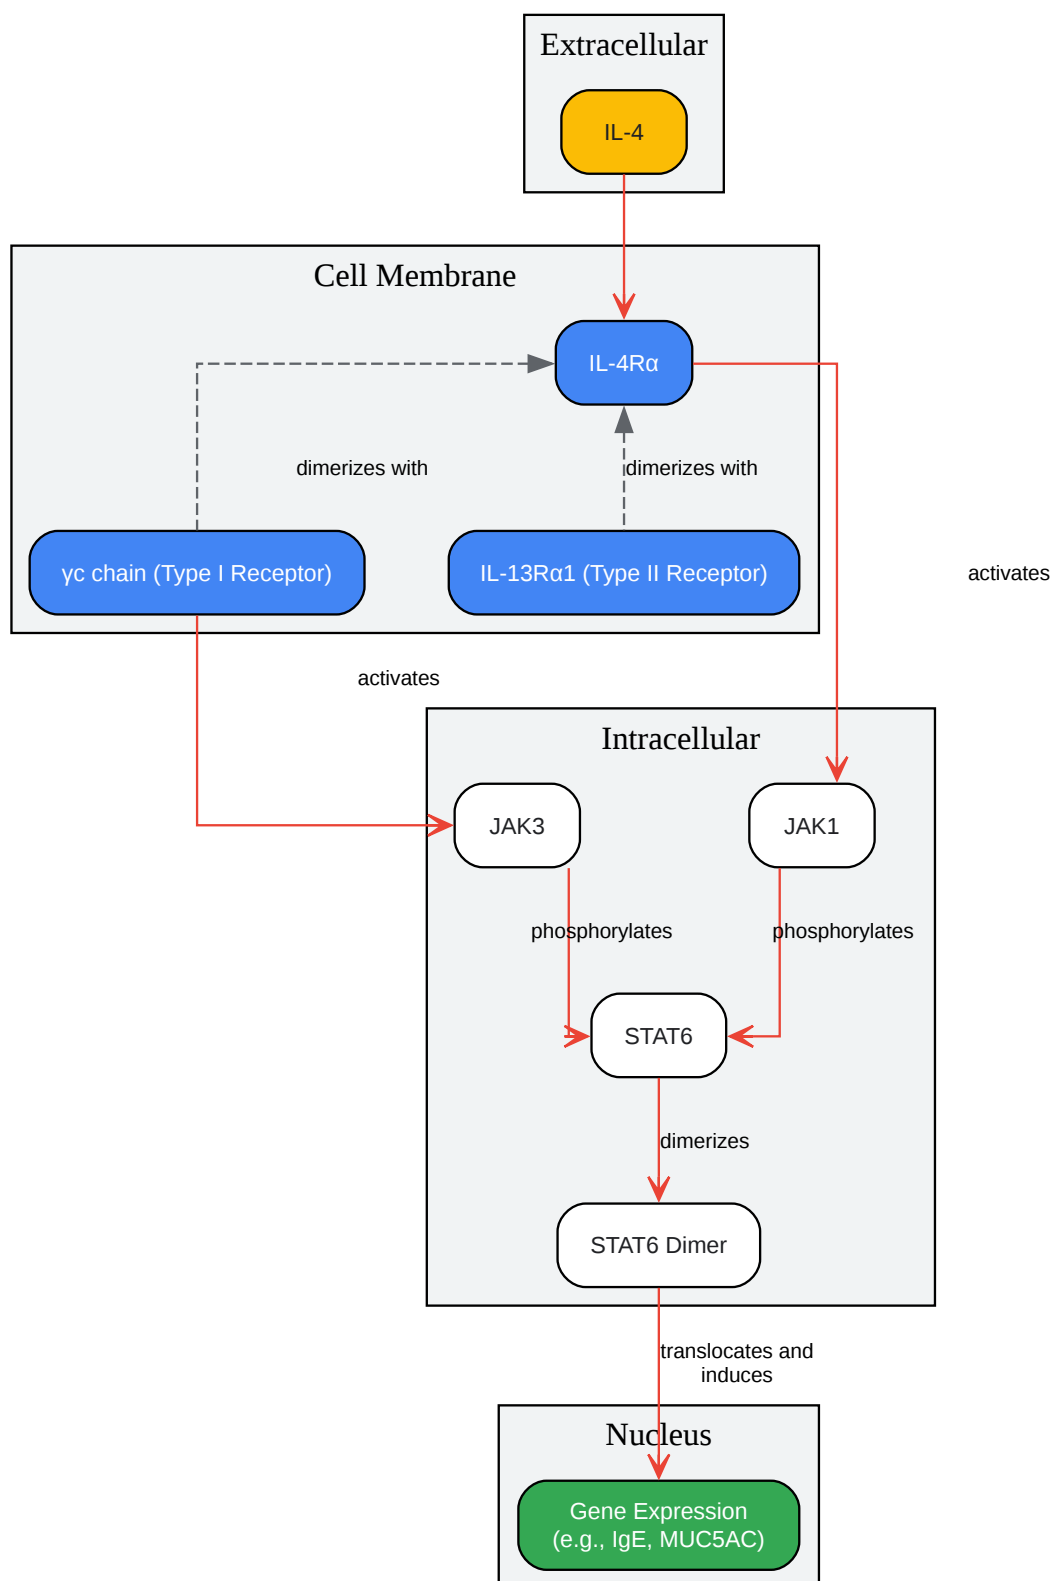 Extracellular
IL-4
Cell Membrane
IL-4Rα
dimerizes with
dimerizes with
γc chain (Type I Receptor)
IL-13Rα1 (Type II Receptor)
activates
activates
Intracellular
JAK3
JAK1
phosphorylates
phosphorylates
STAT6
dimerizes
STAT6 Dimer
translocates and
induces
Nucleus
Gene Expression
(e.g., IgE, MUC5AC)